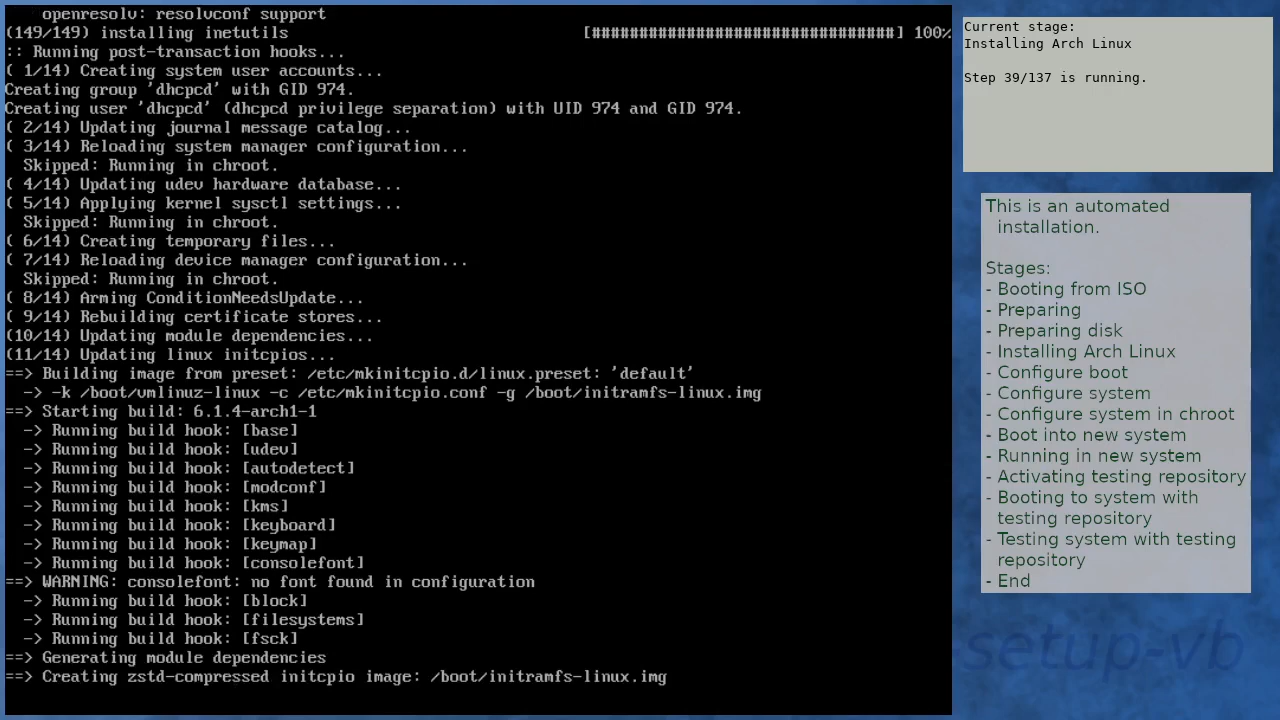 openresolv: resolvconf support
(149/149) installing inetutils [################################] 100%
:: Running post-transaction hooks...
( 1/14) Creating system user accounts...
Creating group 'dhcpcd' with GID 974.
Creating user 'dhcpcd' (dhcpcd privilege separation) with UID 974 and GID 974.
( 2/14) Updating journal message catalog...
( 3/14) Reloading system manager configuration...
Skipped: Running in chroot.
( 4/14) Updating udev hardware database...
( 5/14) Applying kernel sysctl settings...
Skipped: Running in chroot.
( 6/14) Creating temporary files...
( 7/14) Reloading device manager configuration...
Skipped: Running in chroot.
( 8/14) Arming ConditionNeedsUpdate...
( 9/14) Rebuilding certificate stores...
(10/14) Updating module dependencies...
(11/14) Updating linux initcpios...
==> Building image from preset: /etc/mkinitcpio.d/linux.preset: 'default'
-> -k /boot/vmlinuz-linux -c /etc/mkinitcpio.conf -g /boot/initramfs-linux.img
==> Starting build: 6.1.4-arch1-1
-> Running build hook: [base]
-> Running build hook: [udev]
-> Running build hook: [autodetect]
-> Running build hook: [modconf]
-> Running build hook: [kms]
-> Running build hook: [keyboard]
-> Running build hook: [keymap]
-> Running build hook: [consolefont]
==> WARNING: consolefont: no font found in configuration
-> Running build hook: [block]
-> Running build hook: [filesystems]
-> Running build hook: [fsck]
==> Generating module dependencies
==> Creating zstd-compressed initcpio image: /boot/initramfs-linux.img
Current stage:
Installing Arch Linux
Step 39/137 is running.
This is an automated
installation.
Stages:
- Booting from ISO
- Preparing
- Preparing disk
- Installing Arch Linux
- Configure boot
- Configure system
- Configure system in chroot
- Boot into new system
- Running in new system
- Activating testing repository
- Booting to system with
testing repository
- Testing system with testing
repository
- End
-setup-vb